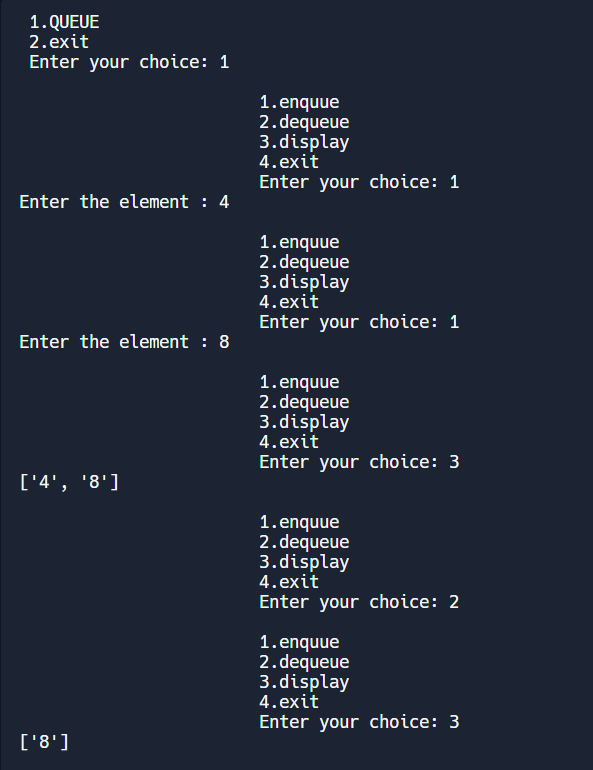 1.QUEUE
2.exit
Enter your choice: 1
1.enquue
2.dequeue
3.display
4.exit
Enter your choice: 1
Enter the element : 4
1.enquue
2.dequeue
3.display
4.exit
Enter your choice: 1
Enter the element : 8
1.enquue
2.dequeue
3.display
4.exit
Enter your choice: 3
['4', '8']
1.enquue
2.dequeue
3.display
4.exit
Enter your choice: 2
1.enquue
2.dequeue
3.display
4.exit
Enter your choice: 3
['8']